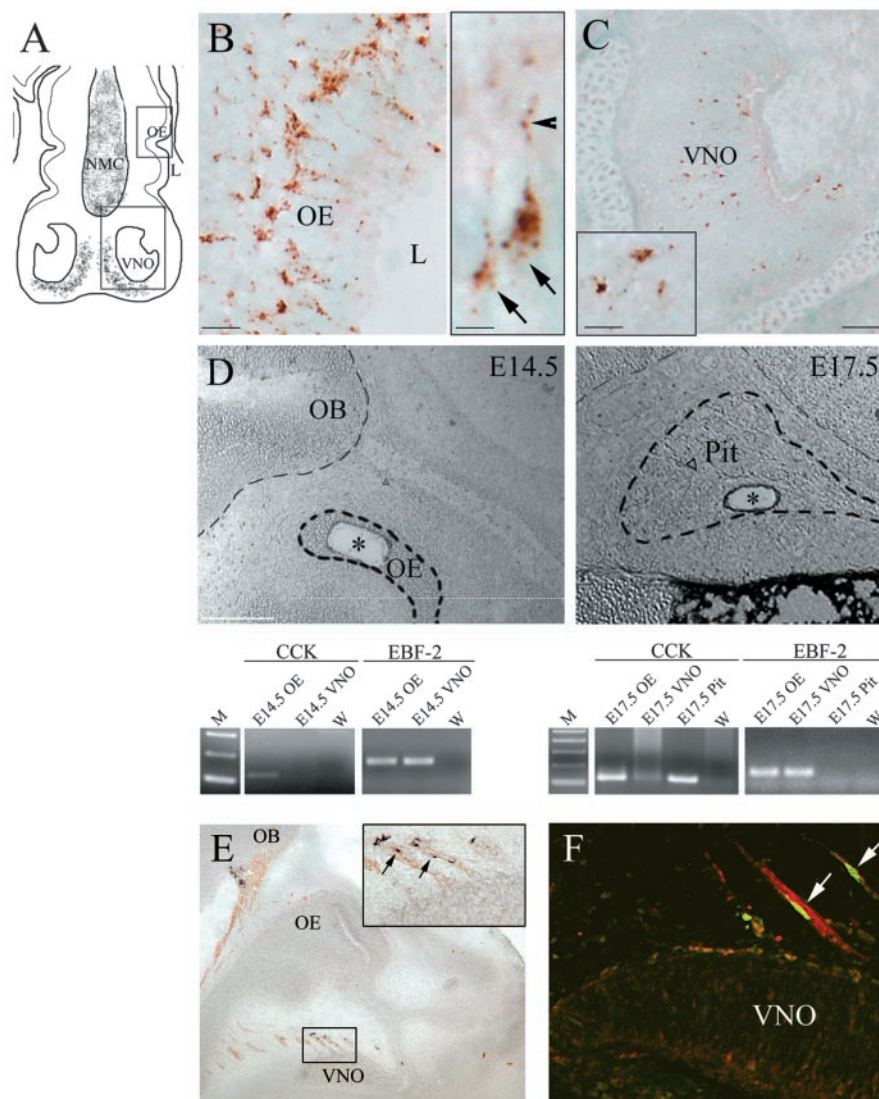 A
NMC
OE
L
VNO
B
OE
L
C
VNO
D
E14.5
OB
*
OE
E17.5
Pit
*
CCK
EBF-2
M
E14.5 OE
E14.5 VNO
W
E14.5 OE
E14.5 VNO
W
CCK
EBF-2
M
E17.5 OE
E17.5 VNO
E17.5 Pit
W
E17.5 OE
E17.5 VNO
E17.5 Pit
W
E
OB
OE
VNO
F
VNO